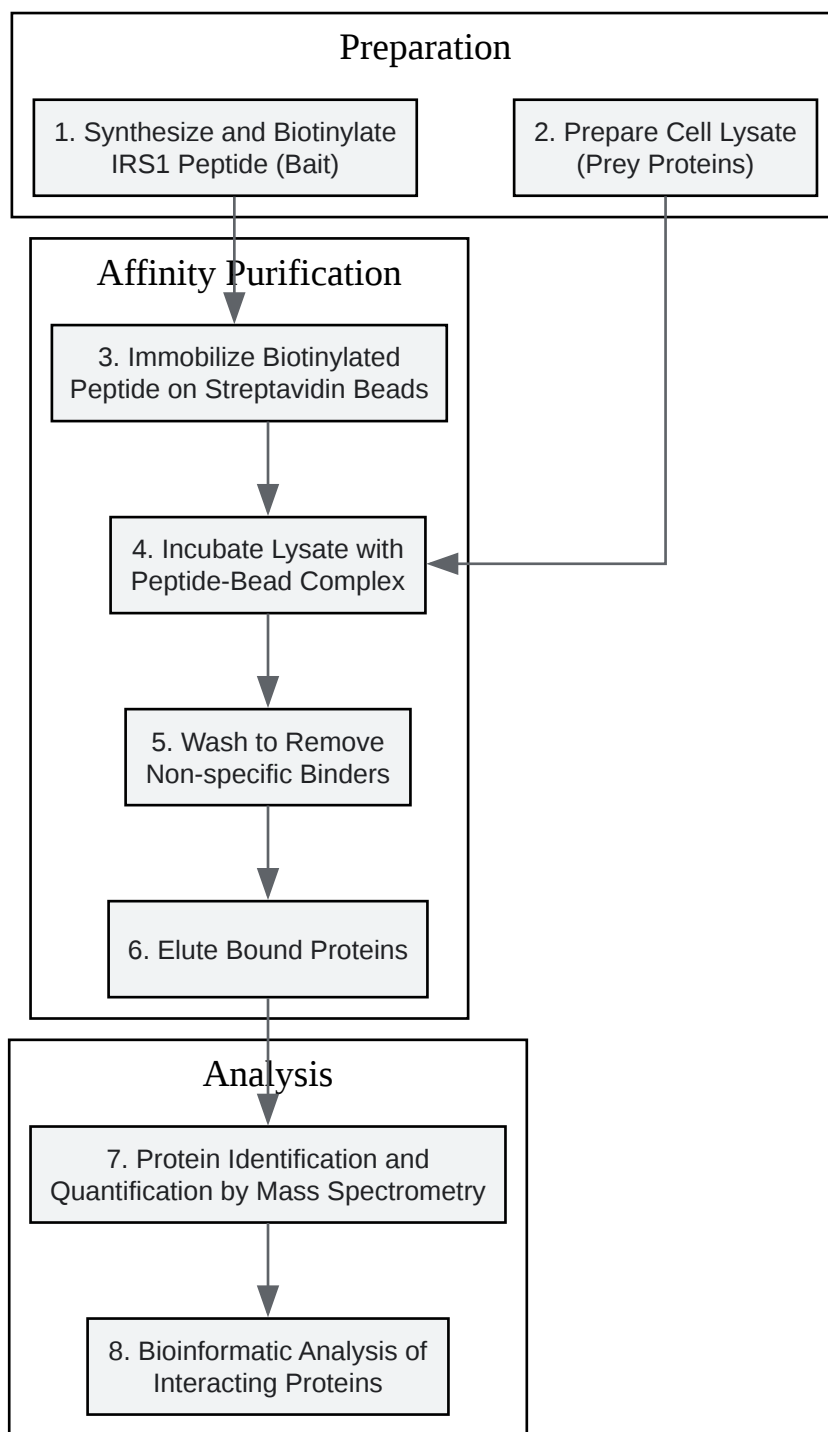 Preparation
1. Synthesize and Biotinylate
IRS1 Peptide (Bait)
2. Prepare Cell Lysate
(Prey Proteins)
Affinity Purification
3. Immobilize Biotinylated
Peptide on Streptavidin Beads
4. Incubate Lysate with
Peptide-Bead Complex
5. Wash to Remove
Non-specific Binders
6. Elute Bound Proteins
Analysis
7. Protein Identification and
Quantification by Mass Spectrometry
8. Bioinformatic Analysis of
Interacting Proteins